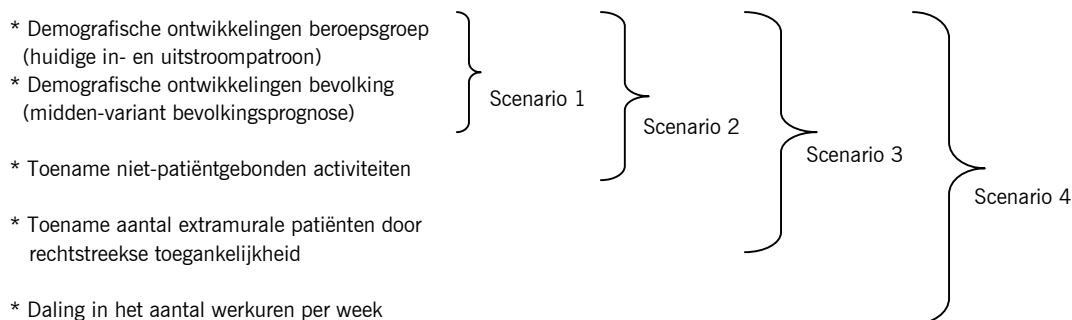 * Demografische ontwikkelingen beroepsgroep
(huidige in- en uitstroompatroon)
* Demografische ontwikkelingen bevolking
(midden-variant bevolkingsprognose)
Scenario 1
Scenario 2
Scenario 3
Scenario 4
* Toename niet-patiëntgebonden activiteiten
* Toename aantal extramurale patiënten door
rechtstreekse toegankelijkheid
* Daling in het aantal werkuren per week